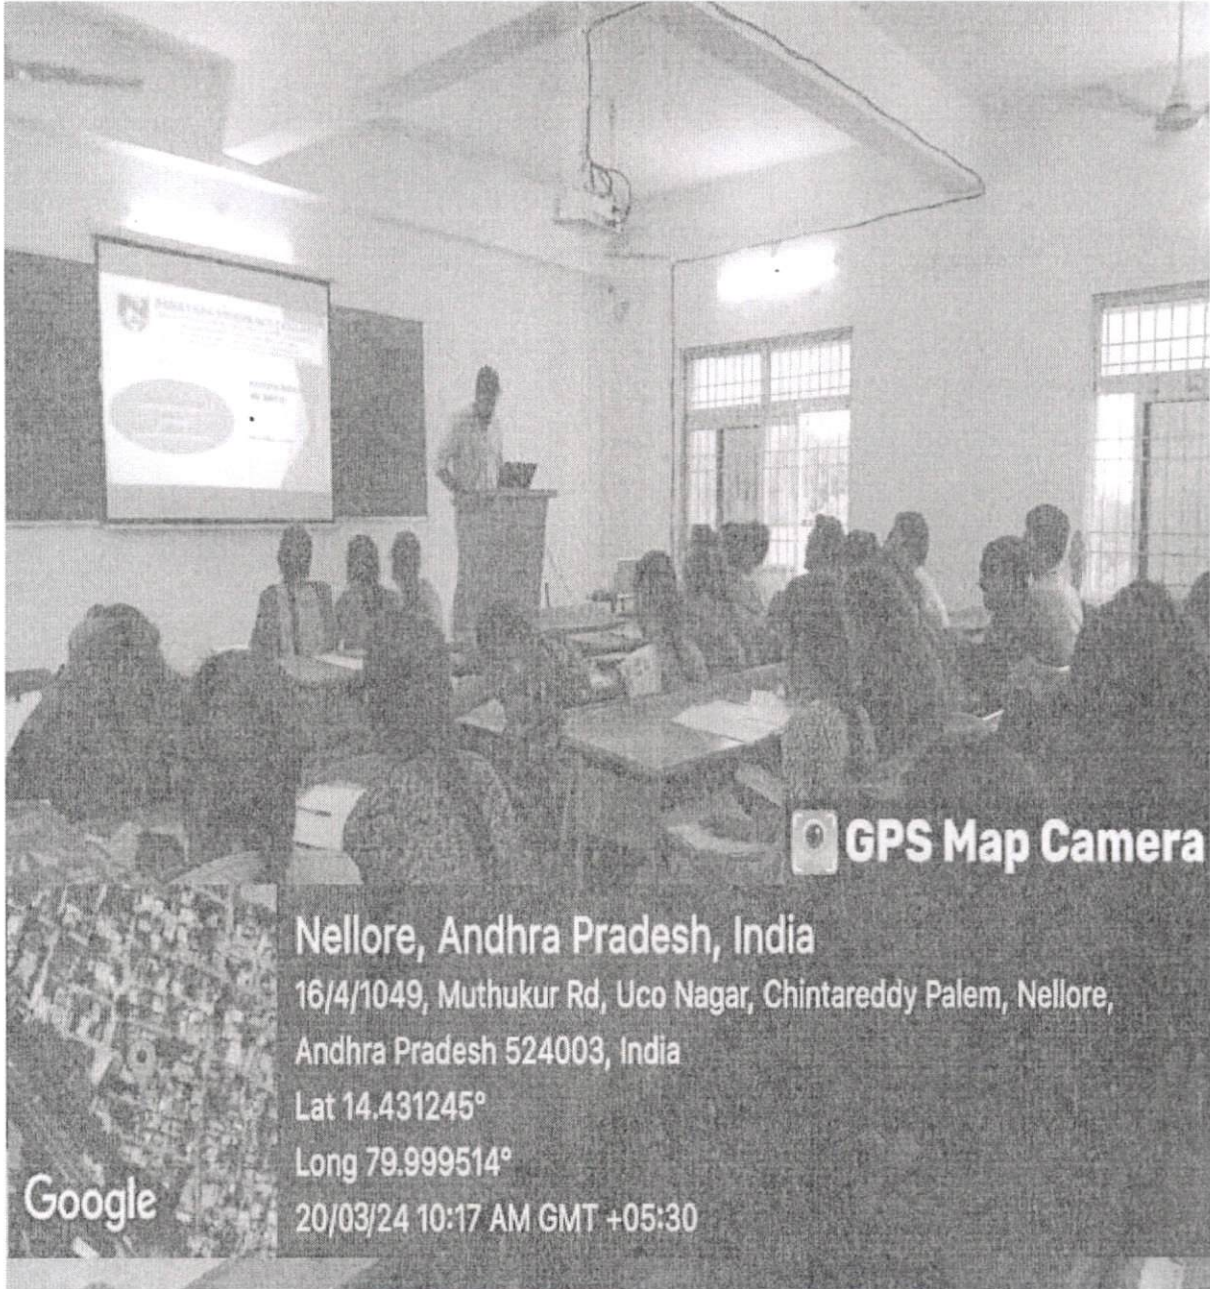 GPS Map Camera
Nellore, Andhra Pradesh, India
16/4/1049, Muthukur Rd, Uco Nagar, Chintareddy Palem, Nellore,
Andhra Pradesh 524003, India
Lat 14.431245°
Long 79.999514°
20/03/24 10:17 AM GMT +05:30
Google